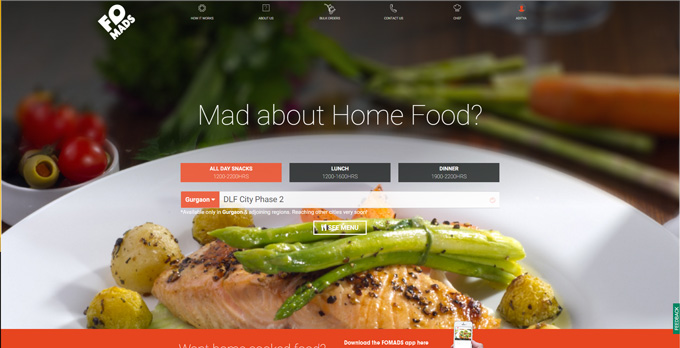 FO
MADS
HOW IT WORKS
ABOUT US
BULK ORDERS
CONTACT US
CHEF
Mad about Home Food?
ALL DAY SNACKS
1200-2300HRS
LUNCH
1200-1600HRS
DINNER
1900-2200HRS
Gurgaon
DLF City Phase 2
*Available only in Gurgaon & adjoining regions. Reaching other cities very soon!
SEE MENU
FEEDBACK
Want home cooked food?
Download the FOMADS app here